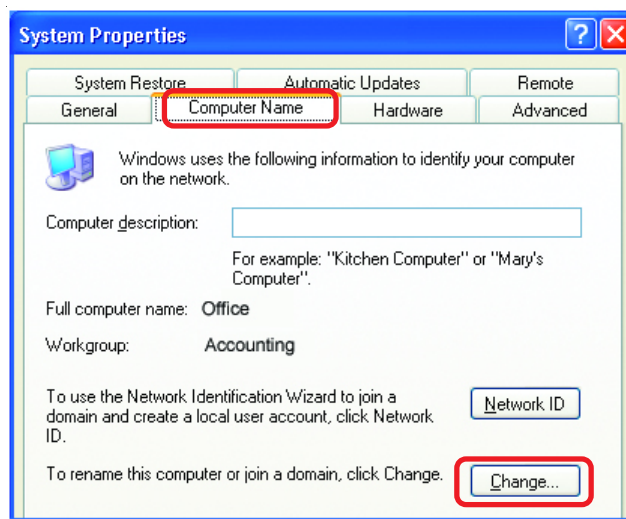 System Properties
System Restore Automatic Updates Remote
General Computer Name Hardware Advanced
Windows uses the following information to identify your computer
on the network.
Computer description:
For example: "Kitchen Computer" or "Mary's
Computer".
Full computer name: Office
Workgroup: Accounting
To use the Network Identification Wizard to join a
domain and create a local user account, click Network
ID.
Network ID
To rename this computer or join a domain, click Change.
Change...